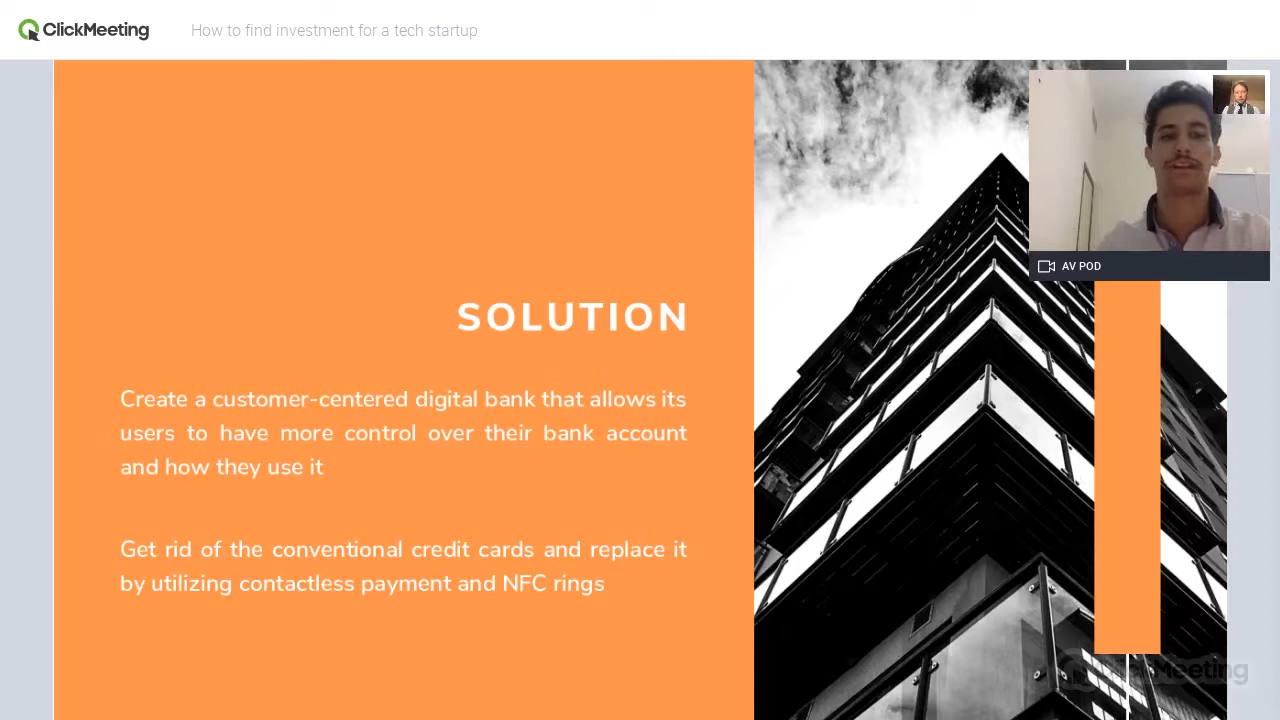 ClickMeeting
How to find investment for a tech startup
AV POD
SOLUTION
Create a customer-centered digital bank that allows its
users to have more control over their bank account
and how they use it
Get rid of the conventional credit cards and replace it
by utilizing contactless payment and NFC rings
ClickMeeting